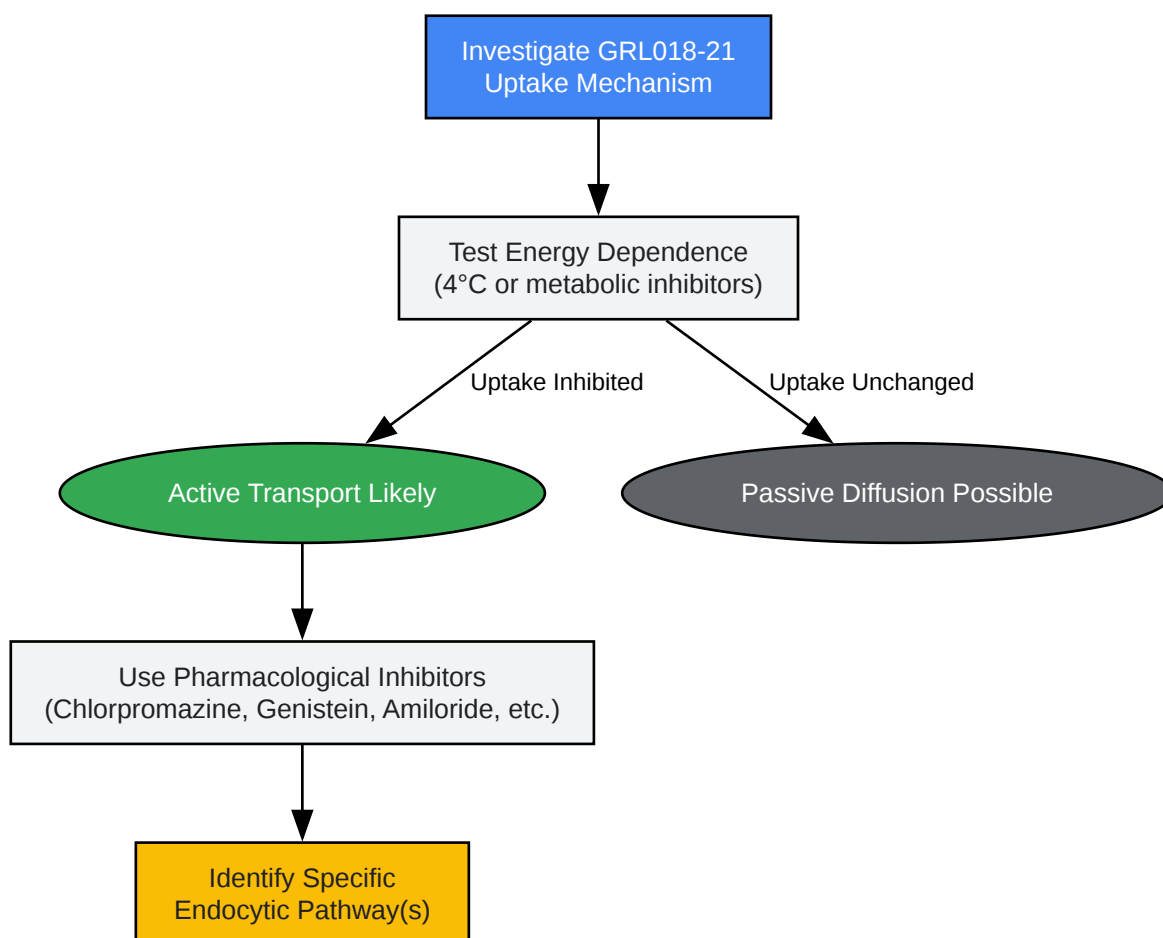 Investigate GRL018-21
Uptake Mechanism
Test Energy Dependence
(4°C or metabolic inhibitors)
Uptake Inhibited
Uptake Unchanged
Active Transport Likely
Passive Diffusion Possible
Use Pharmacological Inhibitors
(Chlorpromazine, Genistein, Amiloride, etc.)
Identify Specific
Endocytic Pathway(s)